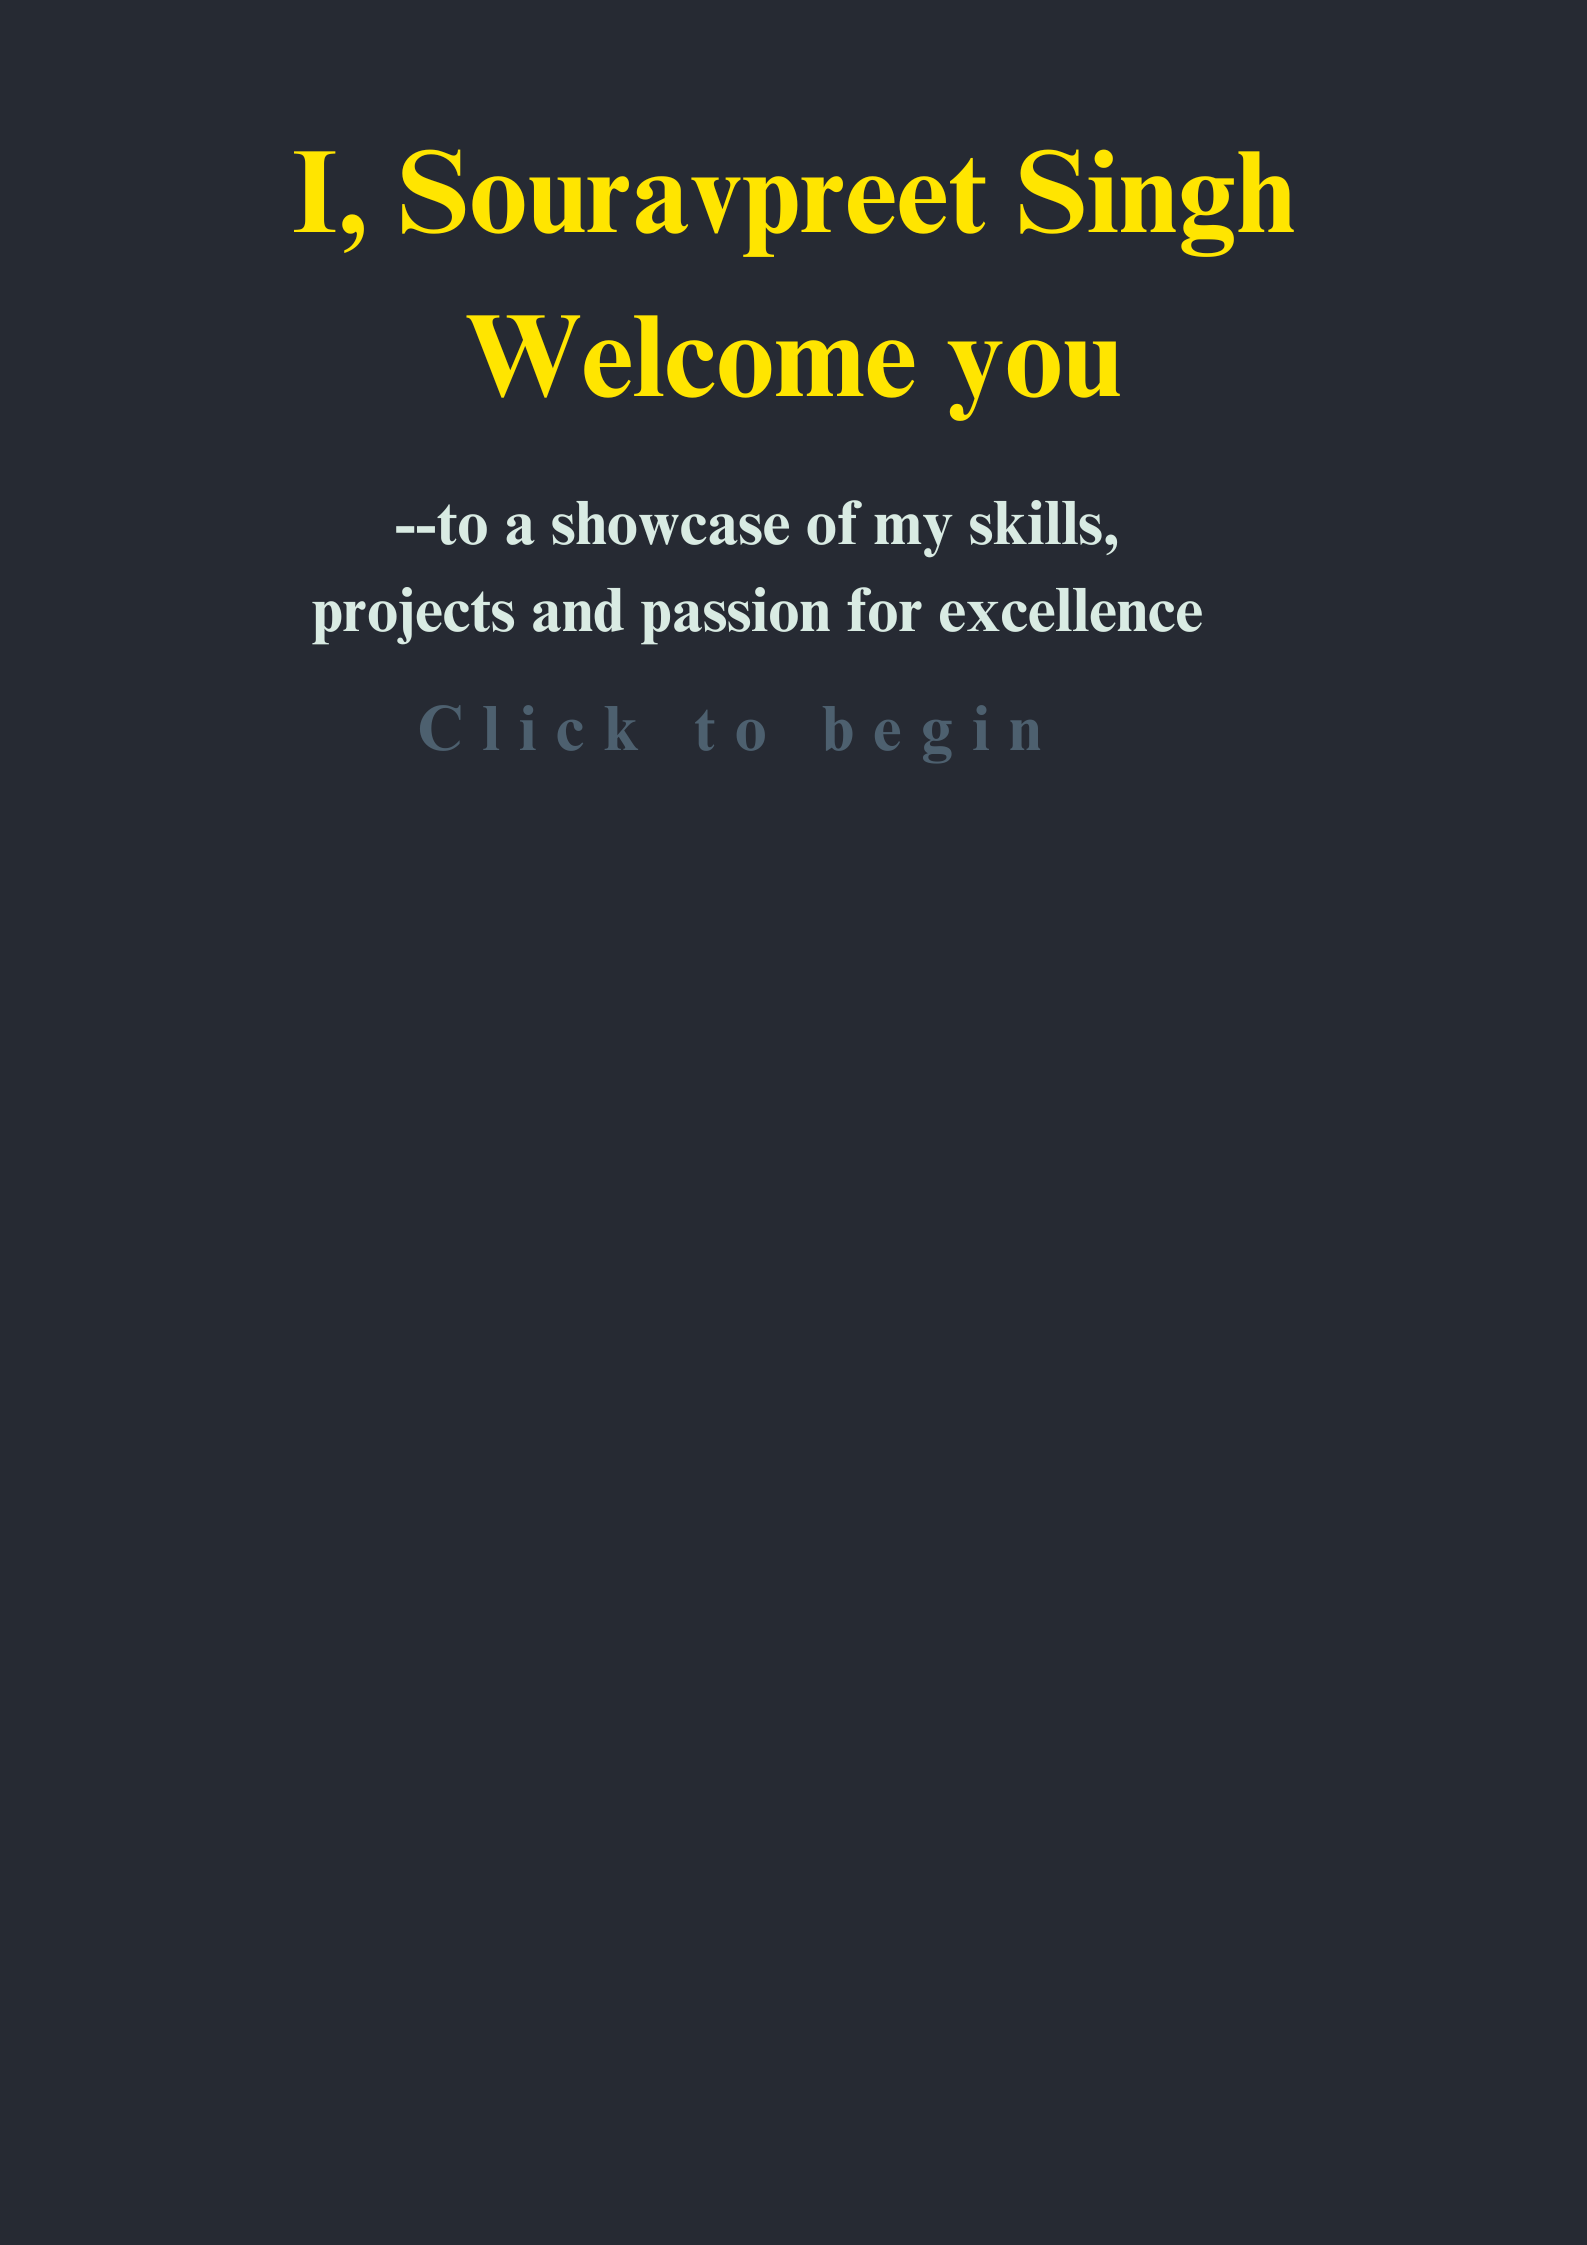 I, Souravpreet Singh
Welcome you
--to a showcase of my skills,
projects and passion for excellence
Click to begin